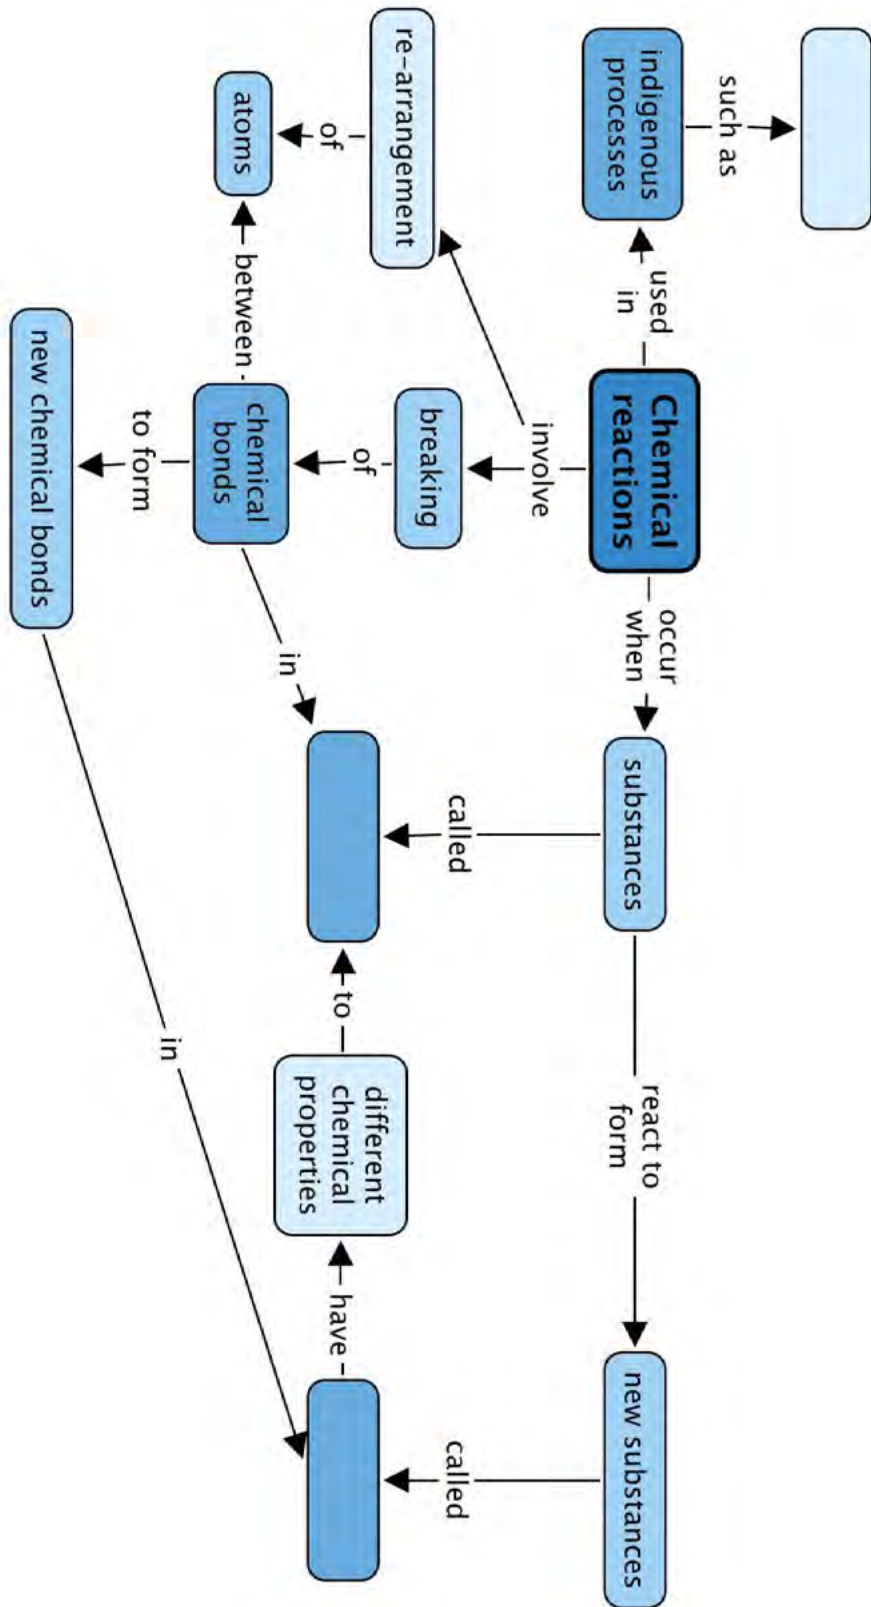 such as
indigenous
processes
used
in
Chemical
reactions
occur
when
substances
react to
form
new substances
involve
re-arrangement
of
atoms
breaking
of
chemical
bonds
between
to form
new chemical bonds
in
called
to
different
chemical
properties
have
called
in